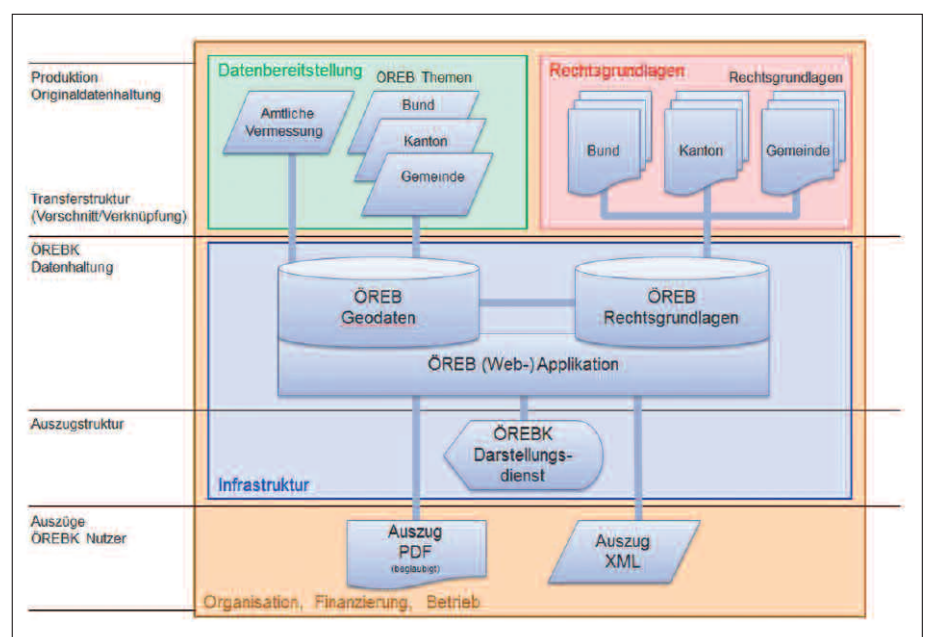 Produktion
Originaldatenhaltung
Transferstruktur
(Verschnitt/Verknüpfung)
ÖREBK
Datenhaltung
Auszugstruktur
Auszüge
ÖREBK Nutzer
Datenbereitstellung
ÖREB Themen
Amtliche
Vermessung
Bund
Kanton
Gemeinde
Rechtsgrundlagen
Rechtsgrundlagen
Bund
Kanton
Gemeinde
ÖREB
Geodaten
ÖREB
Rechtsgrundlagen
ÖREB (Web-) Applikation
ÖREBK
Darstellungs-
dienst
Infrastruktur
Auszug
PDF
(beglaubigt)
Auszug
XML
Organisation, Finanzierung, Betrieb